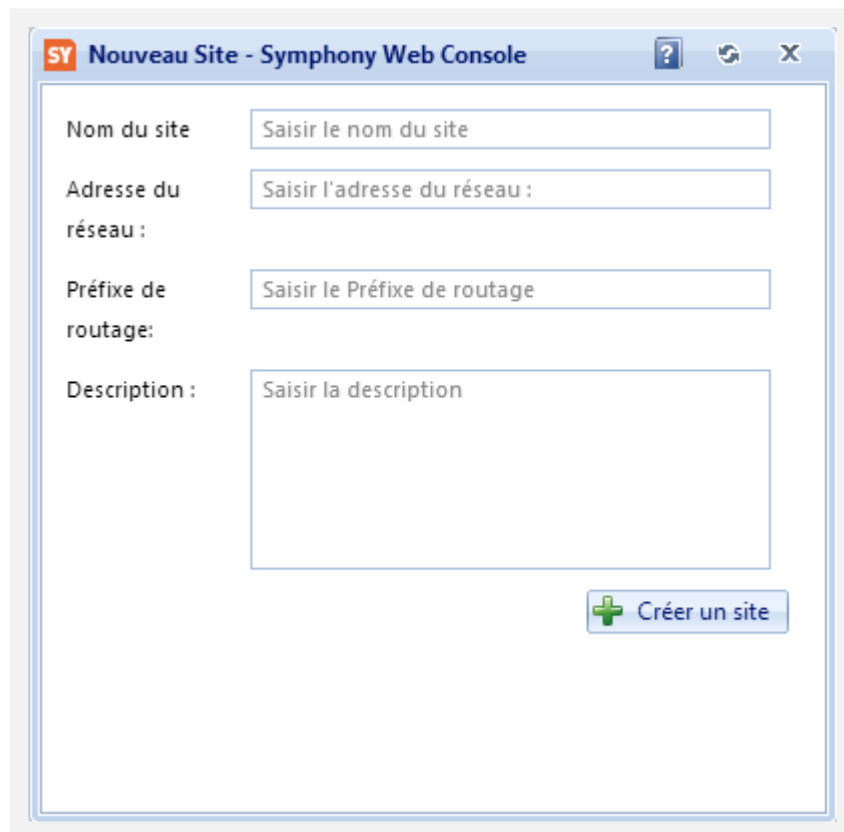 SY Nouveau Site - Symphony Web Console ?
Nom du site
Saisir le nom du site
Adresse du
réseau :
Saisir l'adresse du réseau :
Préfixe de
routage:
Saisir le Préfixe de routage
Description :
Saisir la description
Créer un site